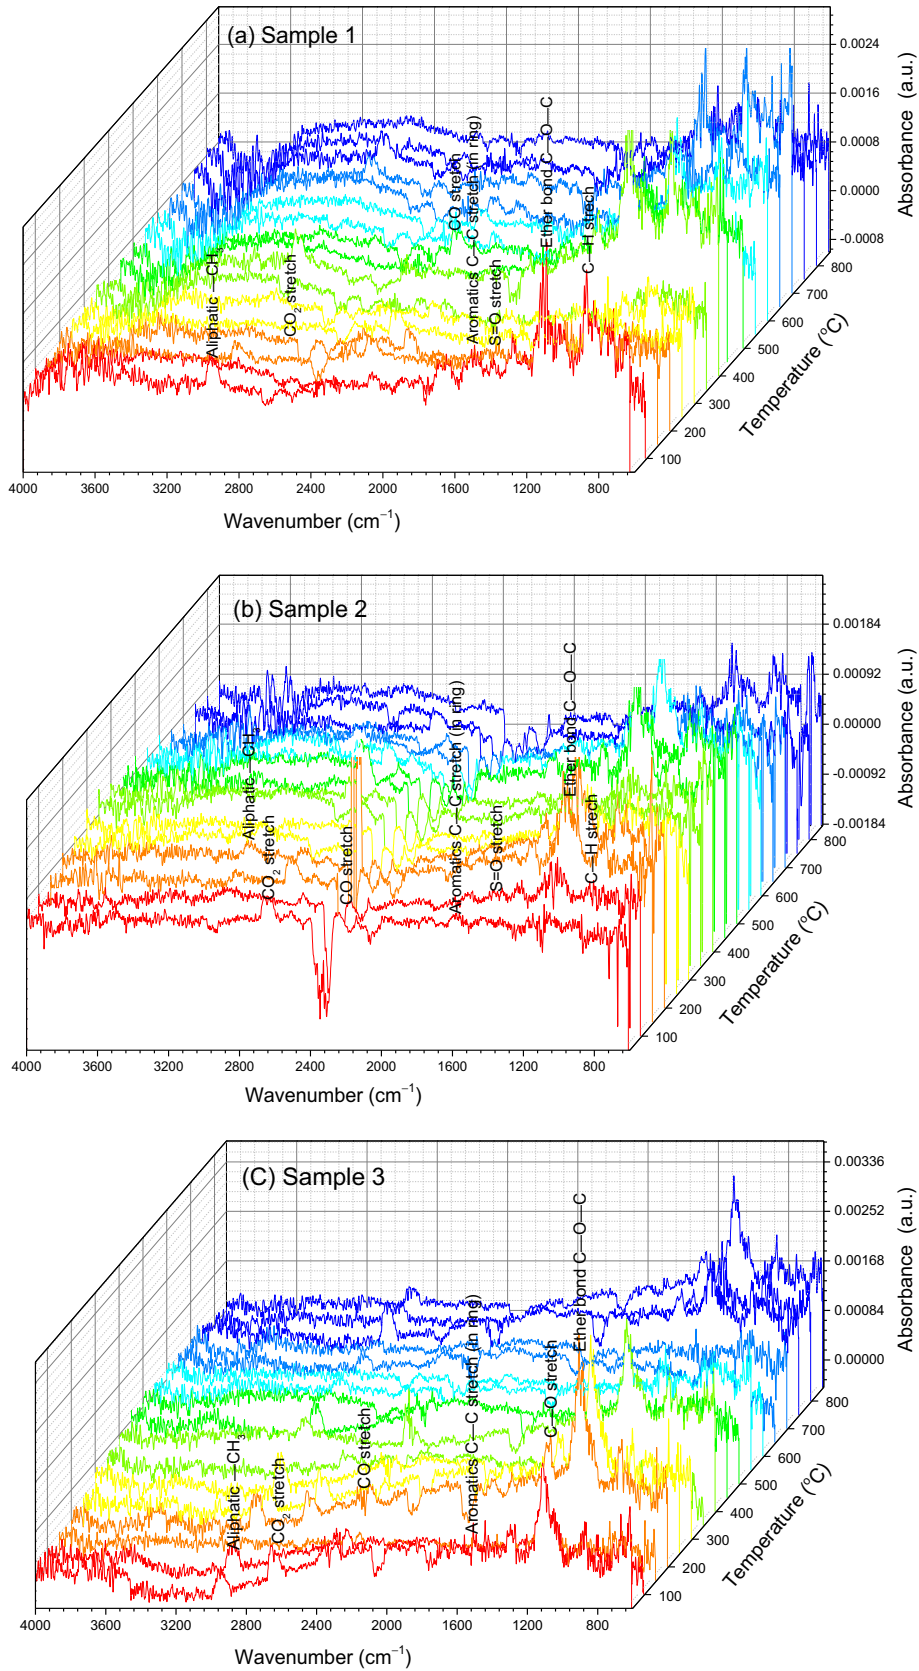 (a) Sample 1
0.0024
0.0016
0.0008
0.0000
-0.0008
Absorbance (a.u.)
Aliphatic —CH3
CO2 stretch
CO stretch
Aromatics C—C stretch (in ring)
S=O stretch
Ether bond C—O—C
C—H strech
800
700
600
500
400
300
200
100
Temperature (°C)
4000 3600 3200 2800 2400 2000 1600 1200 800
Wavenumber (cm−1)
(b) Sample 2
0.00184
0.00092
0.00000
-0.00092
-0.00184
Absorbance (a.u.)
Aliphatic —CH
CO2 stretch
CO stretch
Aromatics C—C stretch (in ring)
S=O stretch
Ether bond C—O—C
C—H strech
800
700
600
500
400
300
200
100
Temperature (°C)
4000 3600 3200 2800 2400 2000 1600 1200 800
Wavenumber (cm−1)
(C) Sample 3
0.00336
0.00252
0.00168
0.00084
0.00000
Absorbance (a.u.)
Aliphatic —CH3
CO2 stretch
CO stretch
Aromatics C—C stretch (in ring)
C—O stretch
Ether bond C—O—C
800
700
600
500
400
300
200
100
Temperature (°C)
4000 3600 3200 2800 2400 2000 1600 1200 800
Wavenumber (cm−1)